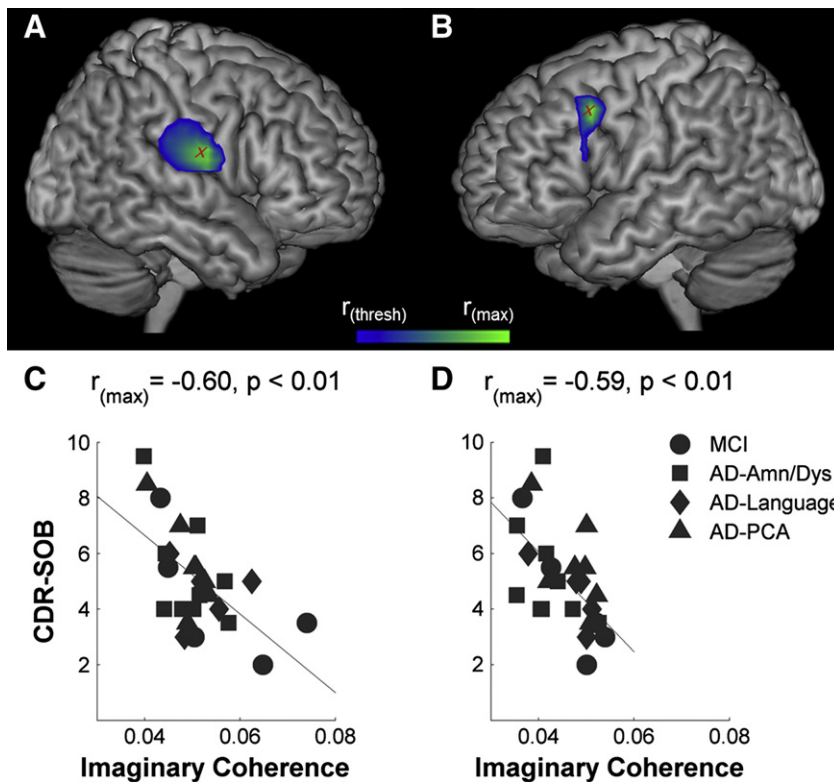 A
B
X
X
r(thresh)
r(max)
C
r(max) = -0.60, p < 0.01
D
r(max) = -0.59, p < 0.01
CDR-SOB
10
8
6
4
2
0.04
0.06
0.08
Imaginary Coherence
10
8
6
4
2
0.04
0.06
0.08
Imaginary Coherence
MCI
AD-Amn/Dys
AD-Language
AD-PCA